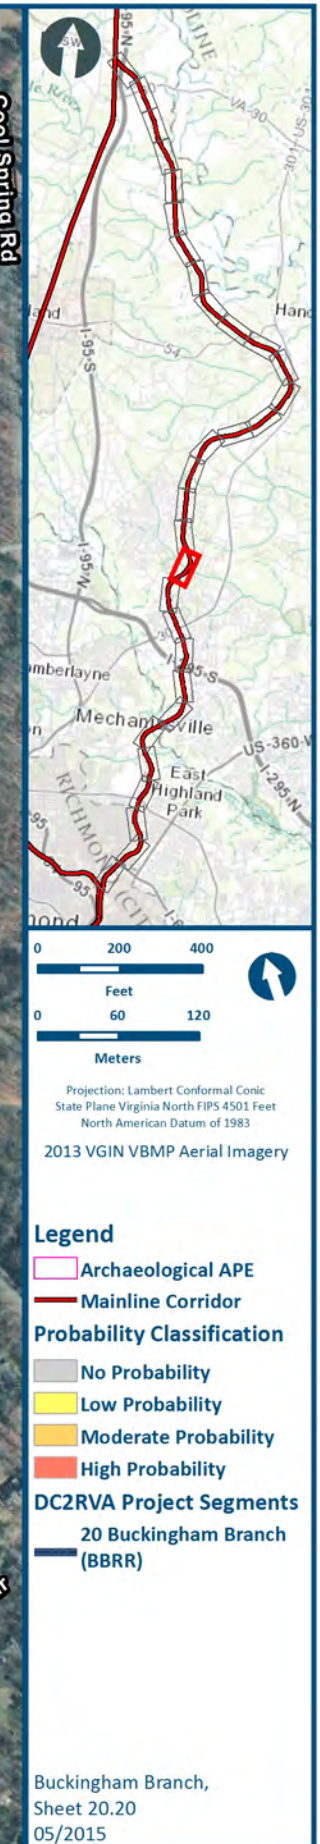 Cool Spring Rd
SW
95°N
VA-30
301
US-301
I-95-S
54
I-95-N
I-295-S
Mechanicsville
US-360-W
East
Highland
Park
I-295-N
RICHMOND
CITY
95
95
0 200 400
Feet
0 60 120
Meters
Projection: Lambert Conformal Conic
State Plane Virginia North FIPS 4501 Feet
North American Datum of 1983
2013 VGIN VBMP Aerial Imagery
Legend
Archaeological APE
Mainline Corridor
Probability Classification
No Probability
Low Probability
Moderate Probability
High Probability
DC2RVA Project Segments
20 Buckingham Branch
(BBRR)
Buckingham Branch,
Sheet 20.20
05/2015